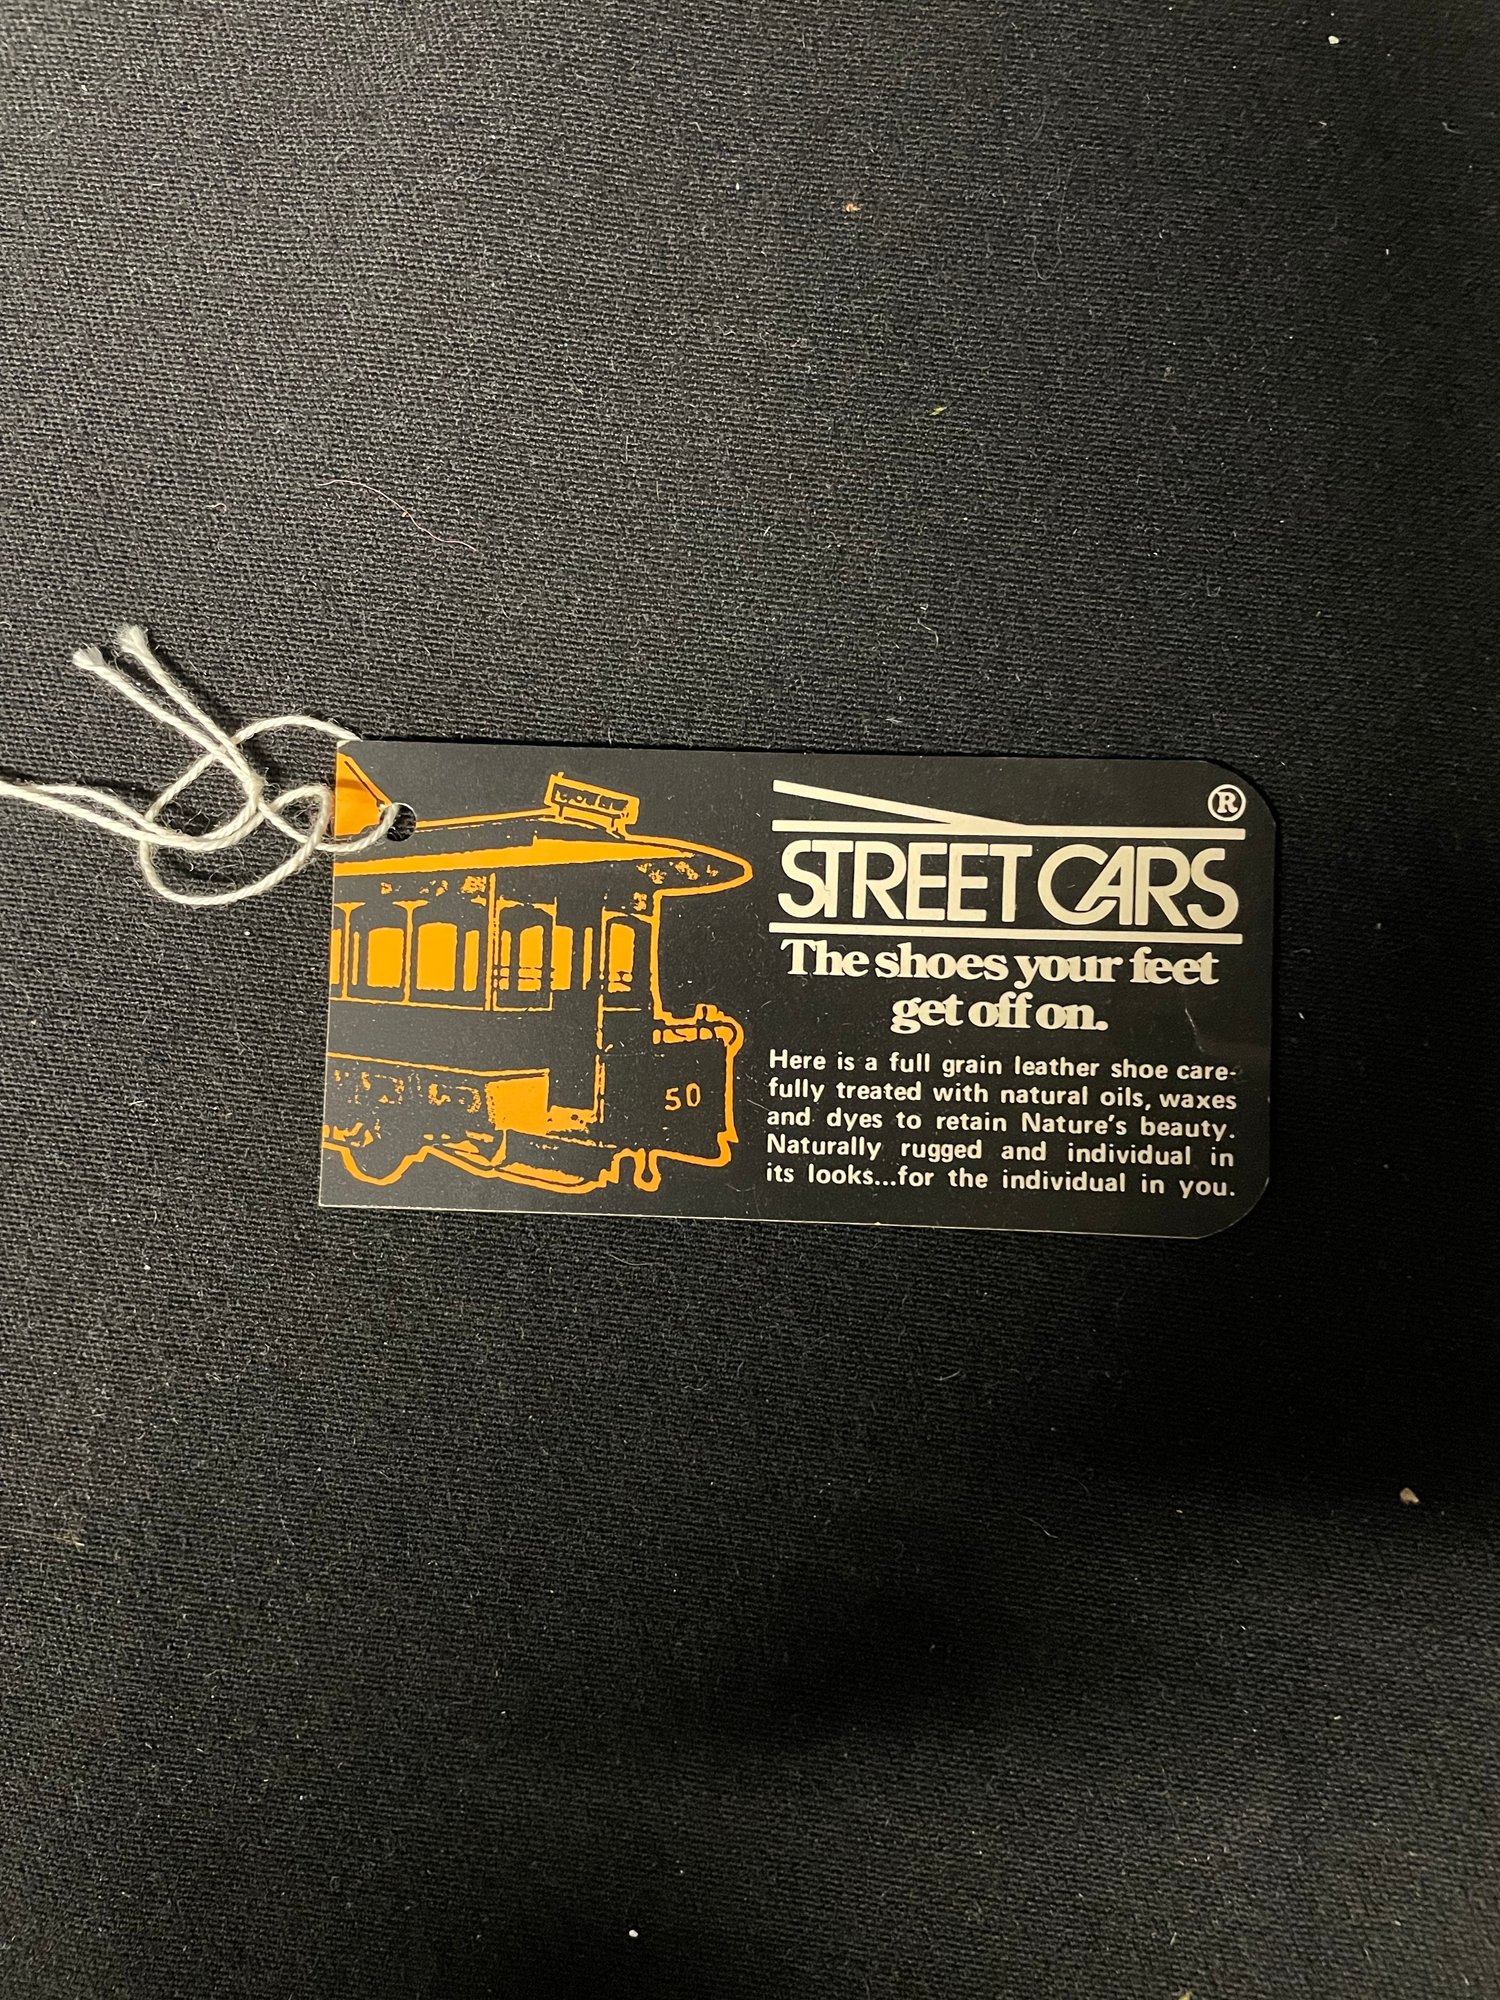 ®
STREET CARS
The shoes your feet
get off on.
Here is a full grain leather shoe care-
fully treated with natural oils, waxes
and dyes to retain Nature's beauty.
Naturally rugged and individual in
its looks...for the individual in you.
50